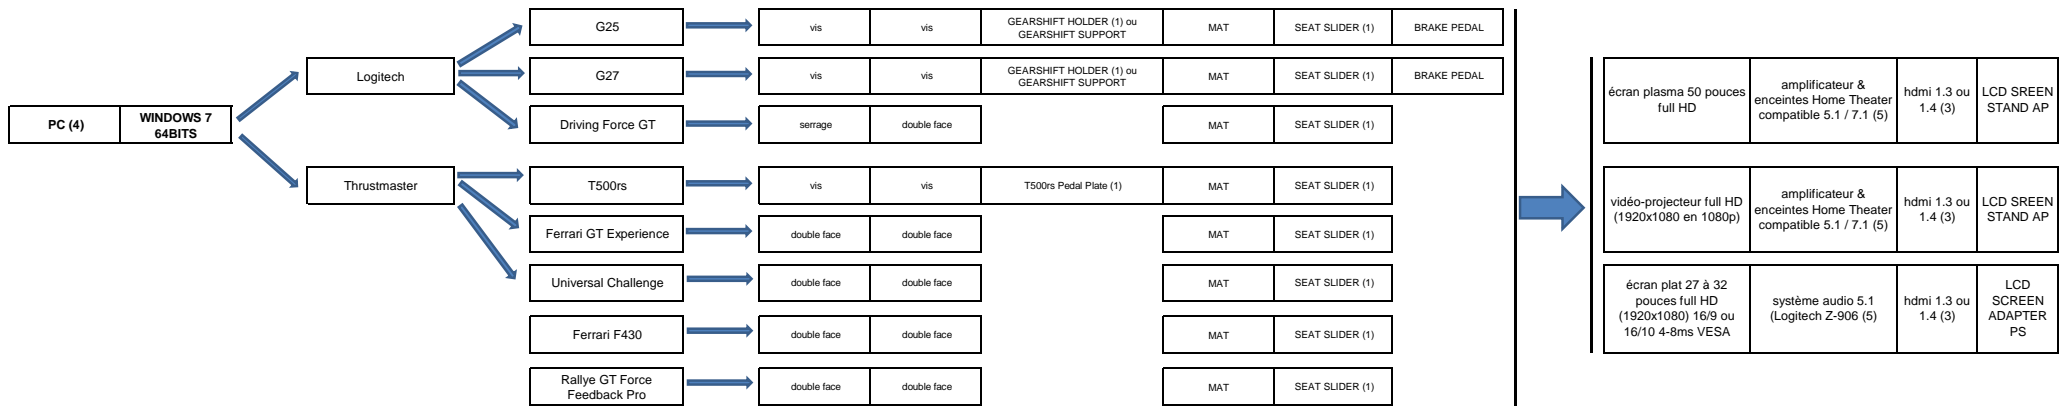 PC (4)
WINDOWS 7
64BITS
Logitech
Thrustmaster
G25
vis
vis
GEARSHIFT HOLDER (1) ou
GEARSHIFT SUPPORT
MAT
SEAT SLIDER (1)
BRAKE PEDAL
G27
vis
vis
GEARSHIFT HOLDER (1) ou
GEARSHIFT SUPPORT
MAT
SEAT SLIDER (1)
BRAKE PEDAL
Driving Force GT
serrage
double face
MAT
SEAT SLIDER (1)
T500rs
vis
vis
T500rs Pedal Plate (1)
MAT
SEAT SLIDER (1)
Ferrari GT Experience
double face
double face
MAT
SEAT SLIDER (1)
Universal Challenge
double face
double face
MAT
SEAT SLIDER (1)
Ferrari F430
double face
double face
MAT
SEAT SLIDER (1)
Rallye GT Force
Feedback Pro
double face
double face
MAT
SEAT SLIDER (1)
écran plasma 50 pouces
full HD
amplificateur &
enceintes Home Theater
compatible 5.1 / 7.1 (5)
hdmi 1.3 ou
1.4 (3)
LCD SREEN
STAND AP
vidéo-projecteur full HD
(1920x1080 en 1080p)
amplificateur &
enceintes Home Theater
compatible 5.1 / 7.1 (5)
hdmi 1.3 ou
1.4 (3)
LCD SREEN
STAND AP
écran plat 27 à 32
pouces full HD
(1920x1080) 16/9 ou
16/10 4-8ms VESA
système audio 5.1
(Logitech Z-906 (5)
hdmi 1.3 ou
1.4 (3)
LCD
SCREEN
ADAPTER
PS